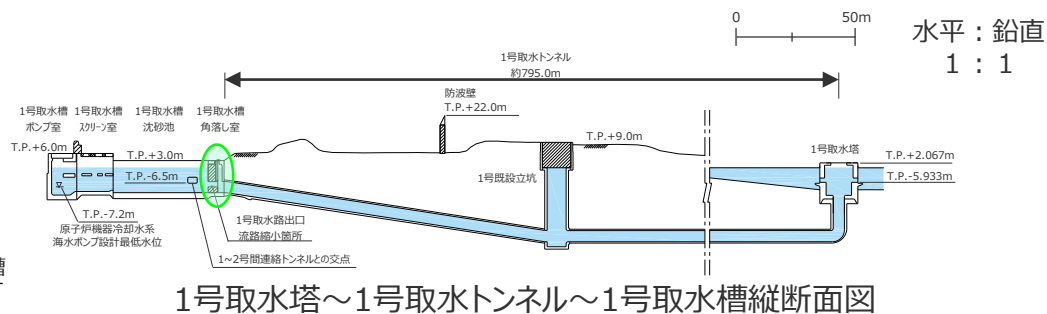 0 50m
水平：鉛直
1 ： 1
1号取水トンネル
約795.0m
防波壁
T.P.+22.0m
1号取水槽
ポンプ室
1号取水槽
スクリーン室
1号取水槽
沈砂池
1号取水槽
角落し室
T.P.+6.0m
T.P.+3.0m
T.P.+9.0m
1号取水塔
T.P.+2.067m
T.P.-6.5m
1号既設立坑
T.P.-5.933m
T.P.-7.2m
原子炉機器冷却水系
海水ポンプ設計最低水位
1号取水路出口
流路縮小箇所
1~2号間連絡トンネルとの交点
1号取水塔～1号取水トンネル～1号取水槽縦断面図